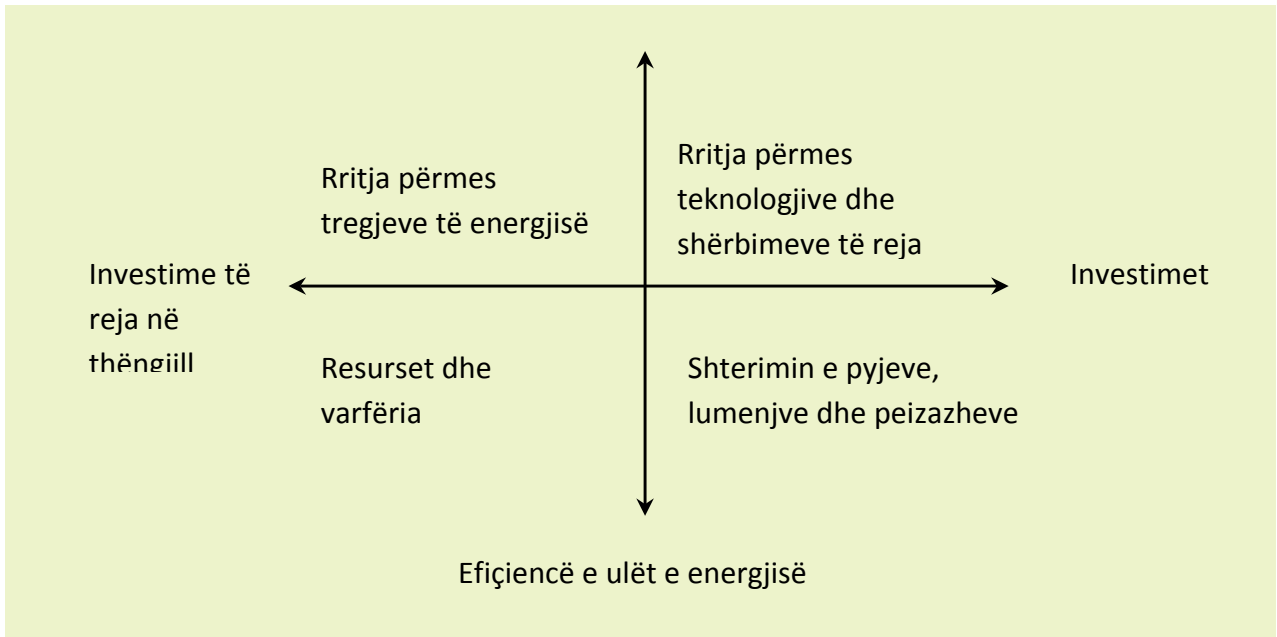 Rritja përmes
teknologjive dhe
shërbimeve të reja
Rritja përmes
tregjeve të energjisë
Investime të
reja në
thëngjill
Investimet
Resurset dhe
varfëria
Shterimin e pyjeve,
lumenjve dhe peizazheve
Efiçiencë e ulët e energjisë